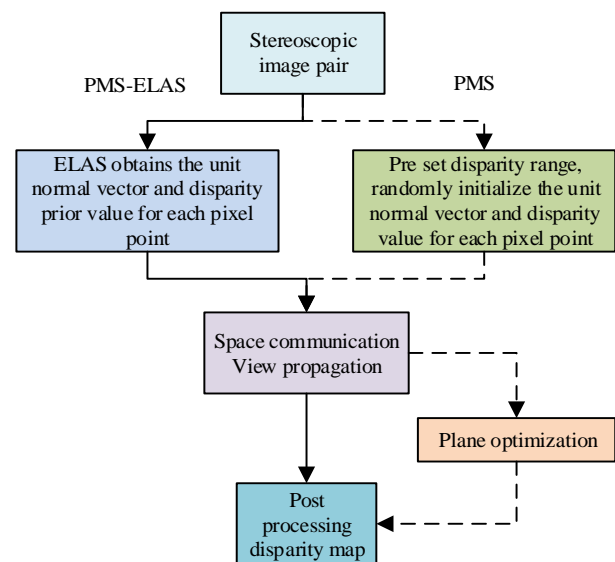 Stereoscopic
image pair
PMS-ELAS
PMS
ELAS obtains the unit
normal vector and disparity
prior value for each pixel
point
Pre set disparity range,
randomly initialize the unit
normal vector and disparity
value for each pixel point
Space communication
View propagation
Plane optimization
Post
processing
disparity map